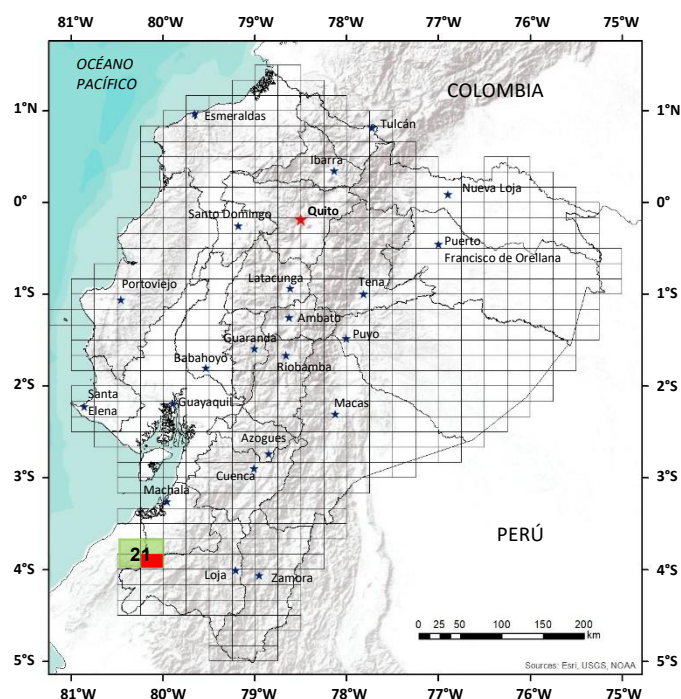 81°W 80°W 79°W 78°W 77°W 76°W 75°W
OCÉANO
PACÍFICO
COLOMBIA
1°N 1°N
Esmeraldas
Tulcán
Ibarra
Nueva Loja
0° 0°
Santo Domingo
Quito
Puerto
Francisco de Orellana
Latacunga
Tena
Portoviejo
1°S 1°S
Ambato
Guaranda
Puyo
Babahoyo
Riobamba
2°S 2°S
Santa
Elena
Guayaquil
Macas
Azogues
3°S 3°S
Cuenca
Machala
PERÚ
21
4°S 4°S
Loja
Zamora
0 25 50 100 150 200
km
5°S 5°S
Sources: Esri, USGS, NOAA
81°W 80°W 79°W 78°W 77°W 76°W 75°W